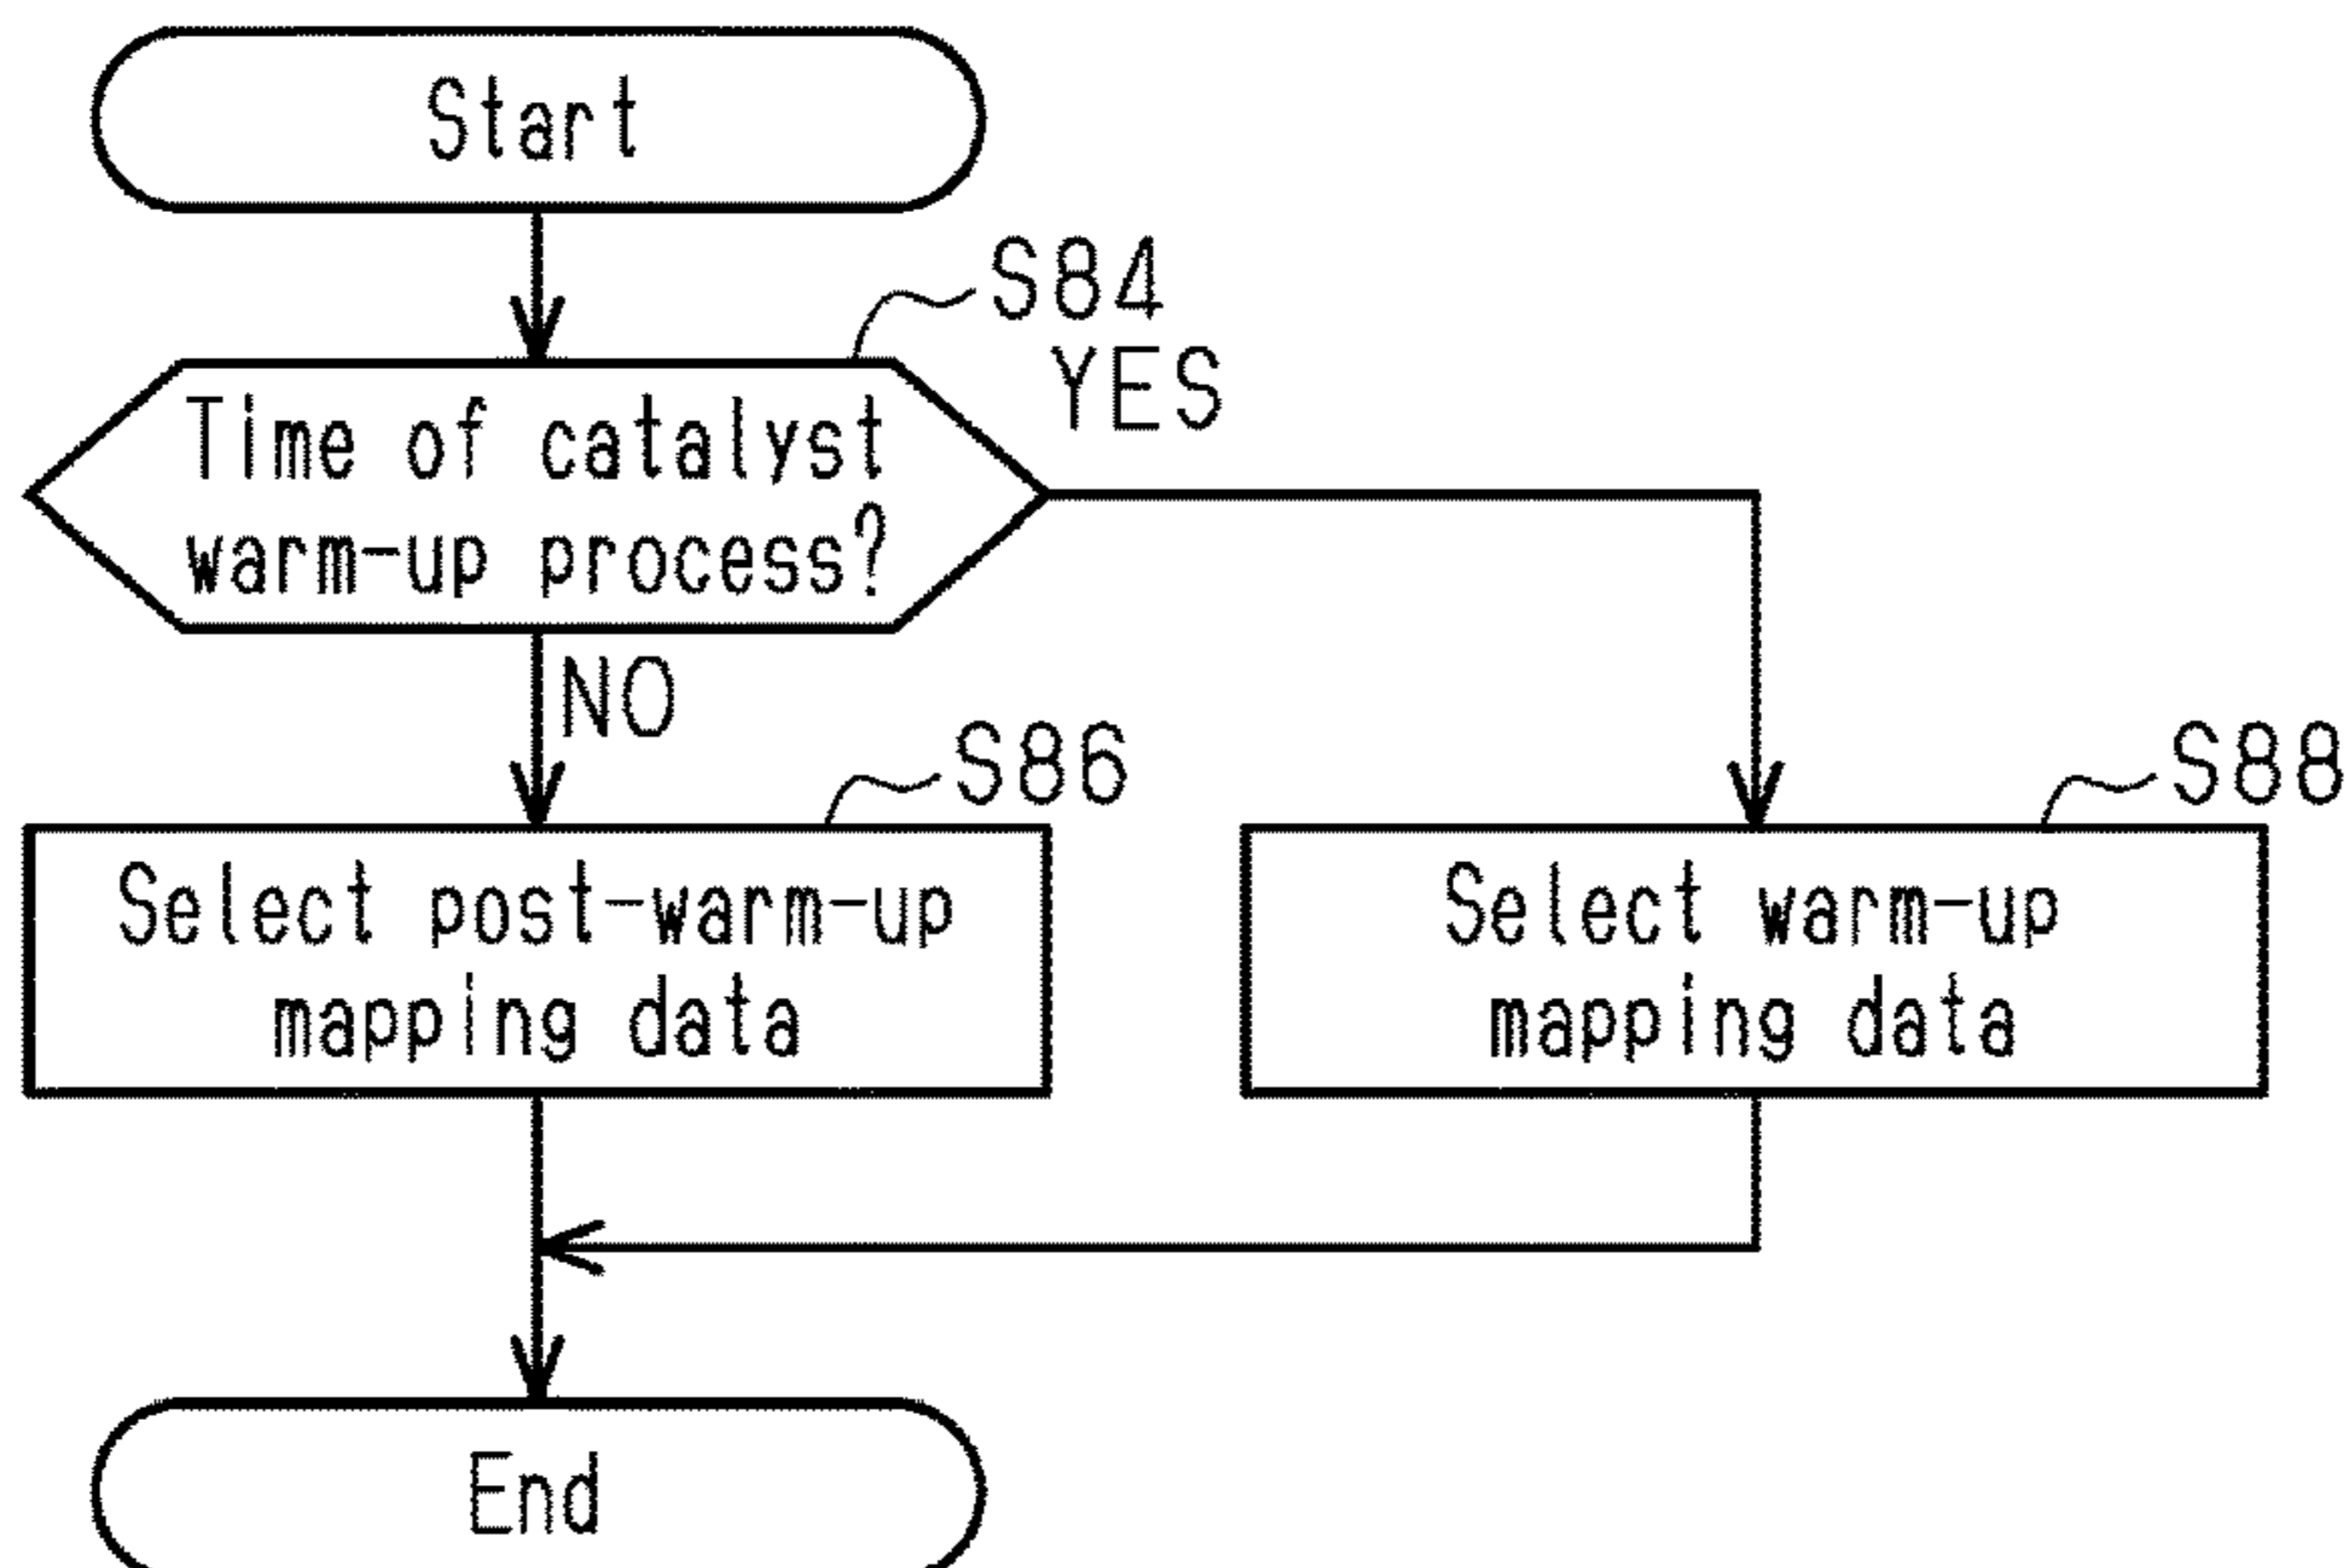 Start
S84
YES
Time of catalyst
warm-up process?
NO
S86
S88
Select post-warm-up
mapping data
Select warm-up
mapping data
End